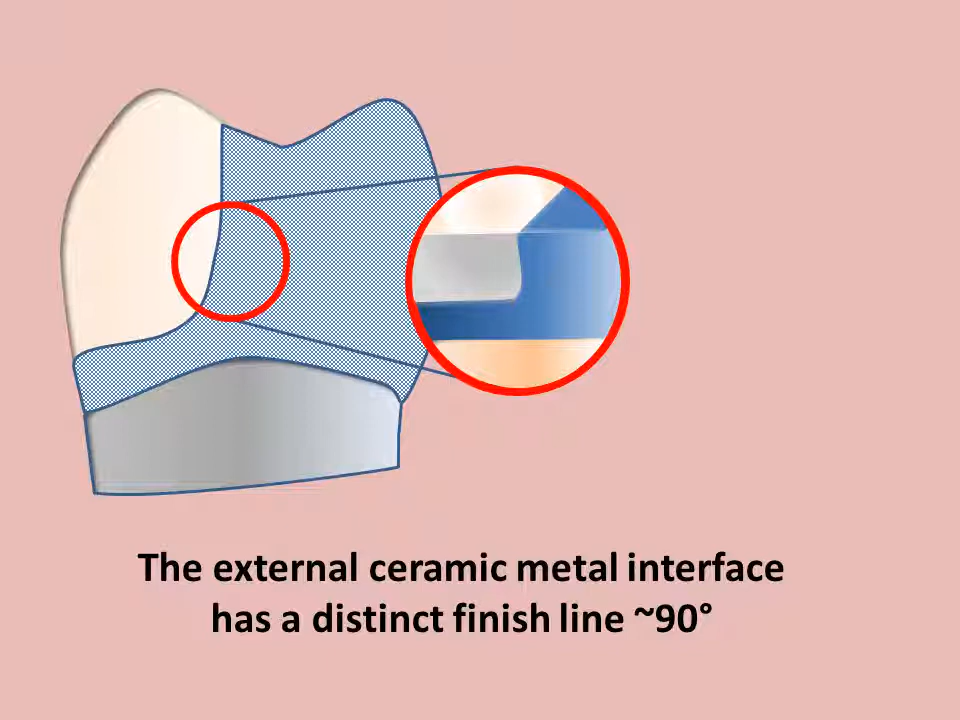 The external ceramic metal interface
has a distinct finish line ~90°